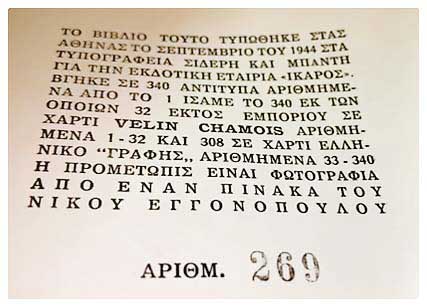 ΤΟ ΒΙΒΛΙΟ ΤΟΥΤΟ ΤΥΠΩΘΗΚΕ ΣΤΑΣ
ΑΘΗΝΑΣ ΤΟ ΣΕΠΤΕΜΒΡΙΟ ΤΟΥ 1944 ΣΤΑ
ΤΥΠΟΓΡΑΦΕΙΑ ΣΙΔΕΡΗ ΚΑΙ ΜΠΑΝΤΗ
ΓΙΑ ΤΗΝ ΕΚΔΟΤΙΚΗ ΕΤΑΙΡΙΑ «ΙΚΑΡΟΣ».
ΒΓΗΚΕ ΣΕ 340 ΑΝΤΙΤΥΠΑ ΑΡΙΘΜΗΜΕ-
ΝΑ ΑΠΟ ΤΟ 1 ΙΣΑΜΕ ΤΟ 340 ΕΚ ΤΩΝ
ΟΠΟΙΩΝ 32 ΕΚΤΟΣ ΕΜΠΟΡΙΟΥ ΣΕ
ΧΑΡΤΙ VELIN CHAMOIS ΑΡΙΘΜΗ-
ΜΕΝΑ 1 - 32 ΚΑΙ 308 ΣΕ ΧΑΡΤΙ ΕΛΛΗ-
ΝΙΚΟ "ΓΡΑΦΗΣ,, ΑΡΙΘΜΗΜΕΝΑ 33 - 340
Η ΠΡΟΜΕΤΩΠΙΣ ΕΙΝΑΙ ΦΩΤΟΓΡΑΦΙΑ
ΑΠΟ ΕΝΑΝ ΠΙΝΑΚΑ ΤΟΥ
ΝΙΚΟΥ ΕΓΓΟΝΟΠΟΥΛΟΥ
ΑΡΙΘΜ. 269